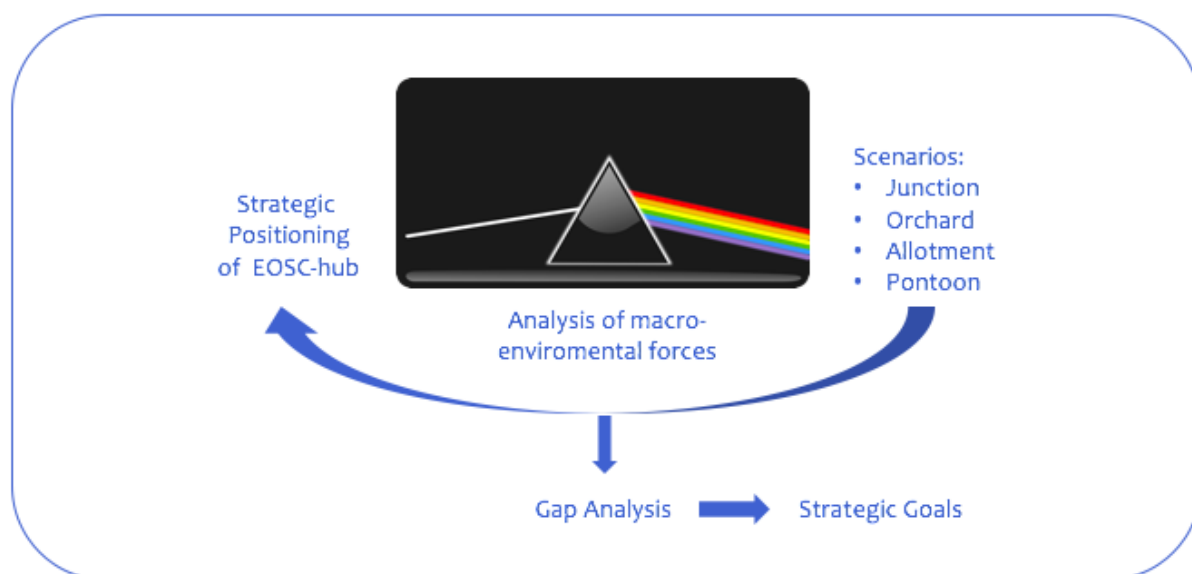 Strategic
Positioning
of EOSC-hub
Analysis of macro-
enviromental forces
Scenarios:
• Junction
• Orchard
• Allotment
• Pontoon
Gap Analysis
Strategic Goals